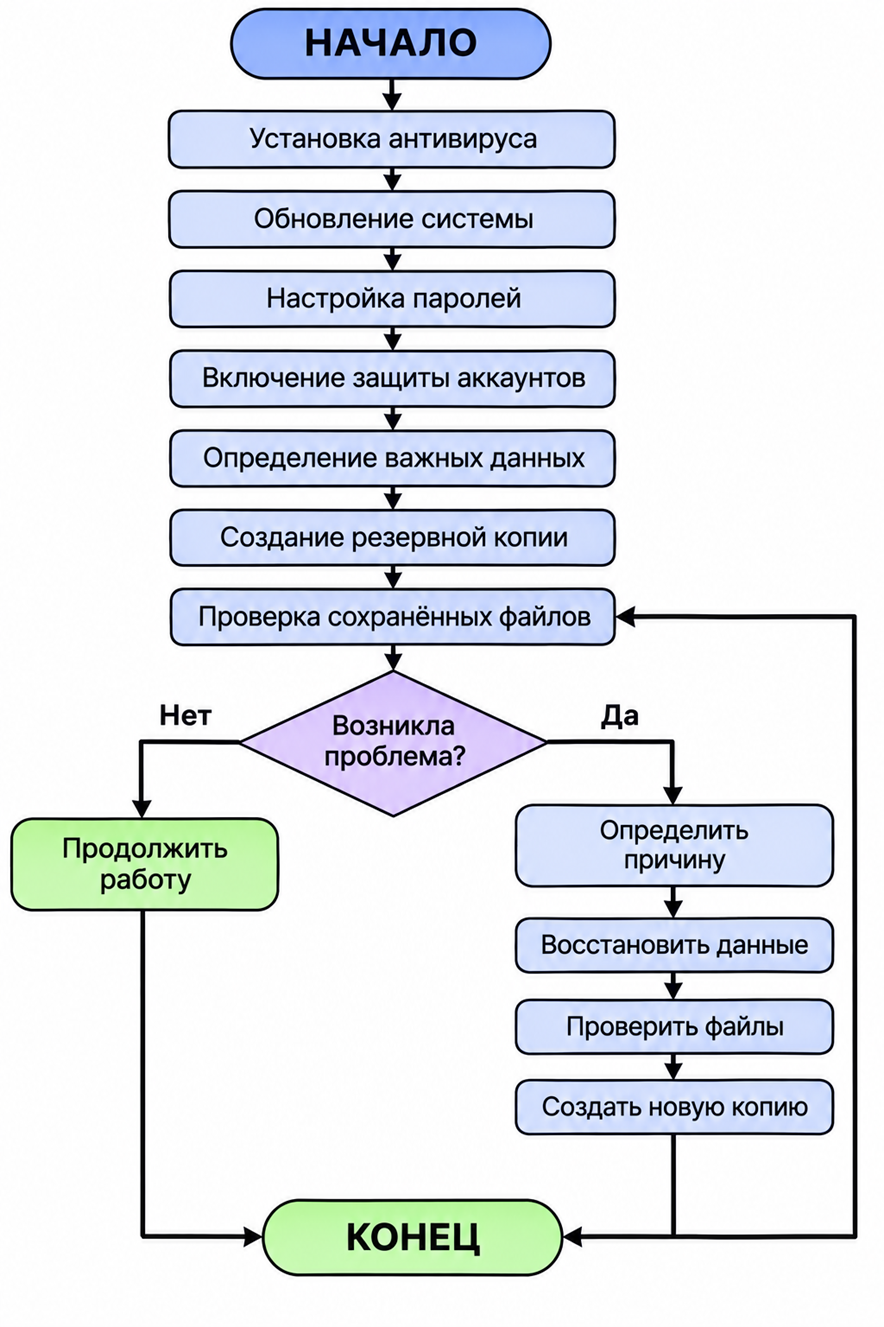 НАЧАЛО
Установка антивируса
Обновление системы
Настройка паролей
Включение защиты аккаунтов
Определение важных данных
Создание резервной копии
Проверка сохранённых файлов
Возникла
проблема?
Нет
Да
Продолжить
работу
Определить
причину
Восстановить данные
Проверить файлы
Создать новую копию
КОНЕЦ